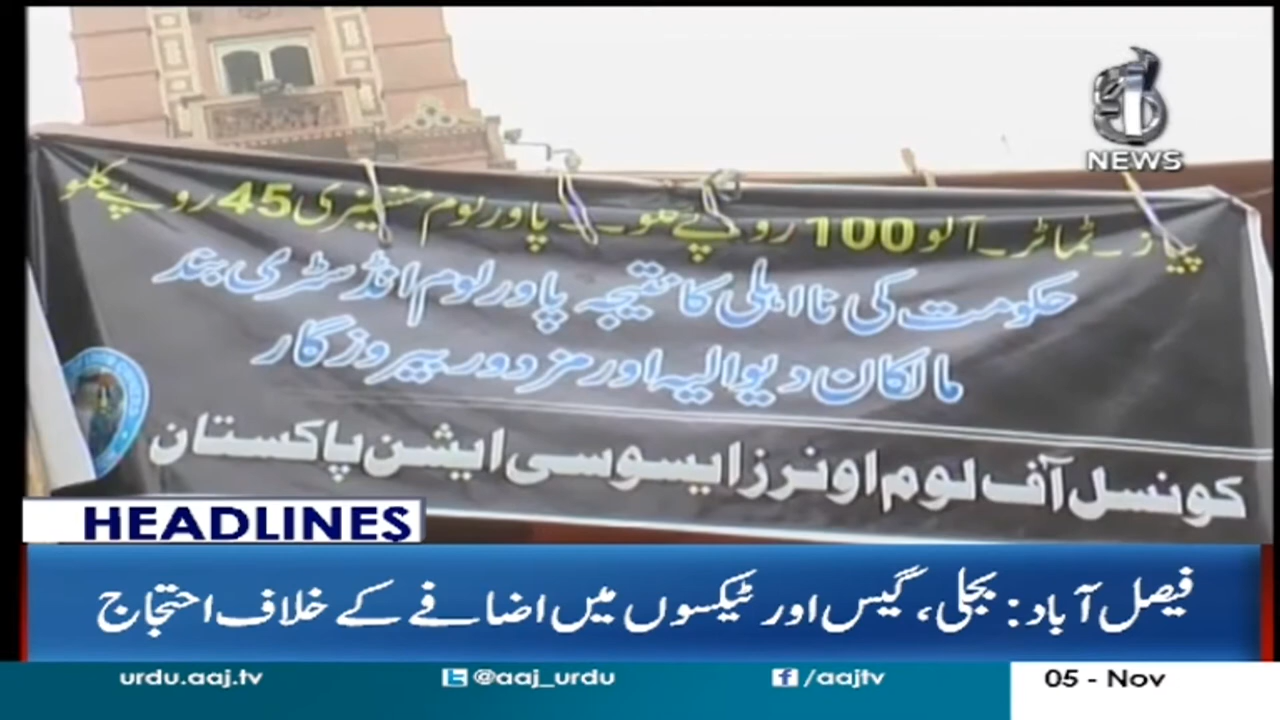 NEWS
پیاز ۔ ٹماٹر ۔ آلو 100 روپے کلو ۔ پاور لوم مشینری 45 روپے کلو
حکومت کی نا اہلی کا نتیجہ پاور لوم انڈسٹری بند
مالکان دیوالیہ اور مزدور بیروزگار
کونسل آف لوم اونرز ایسوسی ایشن پاکستان
HEADLINES
فیصل آباد: بجلی، گیس اور ٹیکسوں میں اضافے کے خلاف احتجاج
urdu.aaj.tv @aaj_urdu /aajtv 05 - Nov